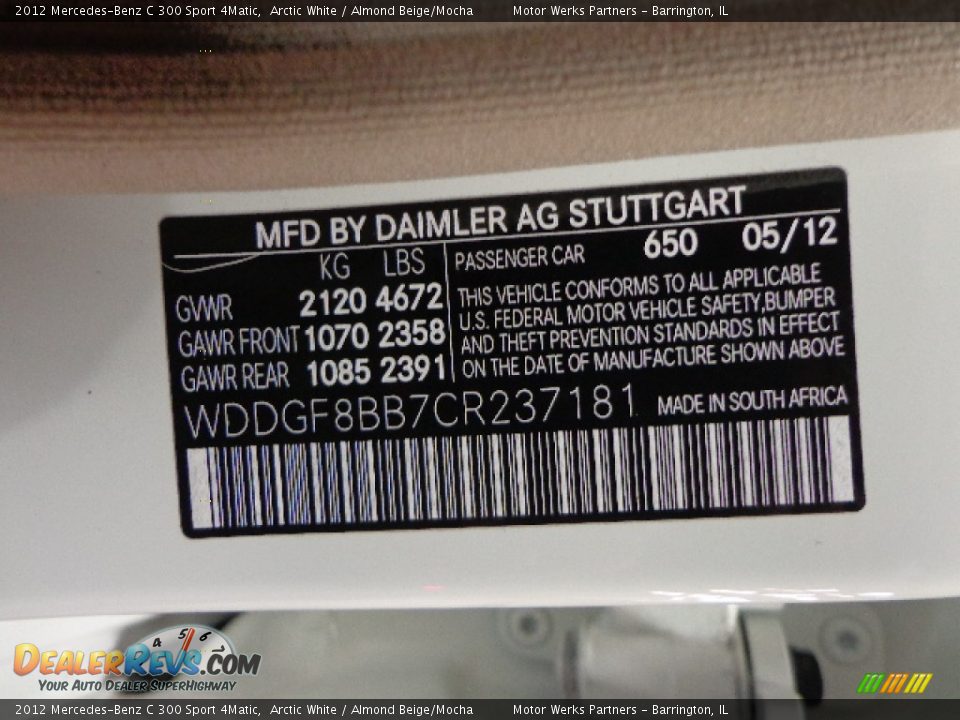 2012 Mercedes-Benz C 300 Sport 4Matic, Arctic White / Almond Beige/Mocha Motor Werks Partners - Barrington, IL
MFD BY DAIMLER AG STUTTGART
KG LBS
GVWR 2120 4672
GAWR FRONT 1070 2358
GAWR REAR 1085 2391
PASSENGER CAR 650 05/12
THIS VEHICLE CONFORMS TO ALL APPLICABLE
U.S. FEDERAL MOTOR VEHICLE SAFETY,BUMPER
AND THEFT PREVENTION STANDARDS IN EFFECT
ON THE DATE OF MANUFACTURE SHOWN ABOVE
WDDGF8BB7CR237181 MADE IN SOUTH AFRICA
4 5 6
DEALERREVS.COM
YOUR AUTO DEALER SUPERHIGHWAY
2012 Mercedes-Benz C 300 Sport 4Matic, Arctic White / Almond Beige/Mocha Motor Werks Partners - Barrington, IL